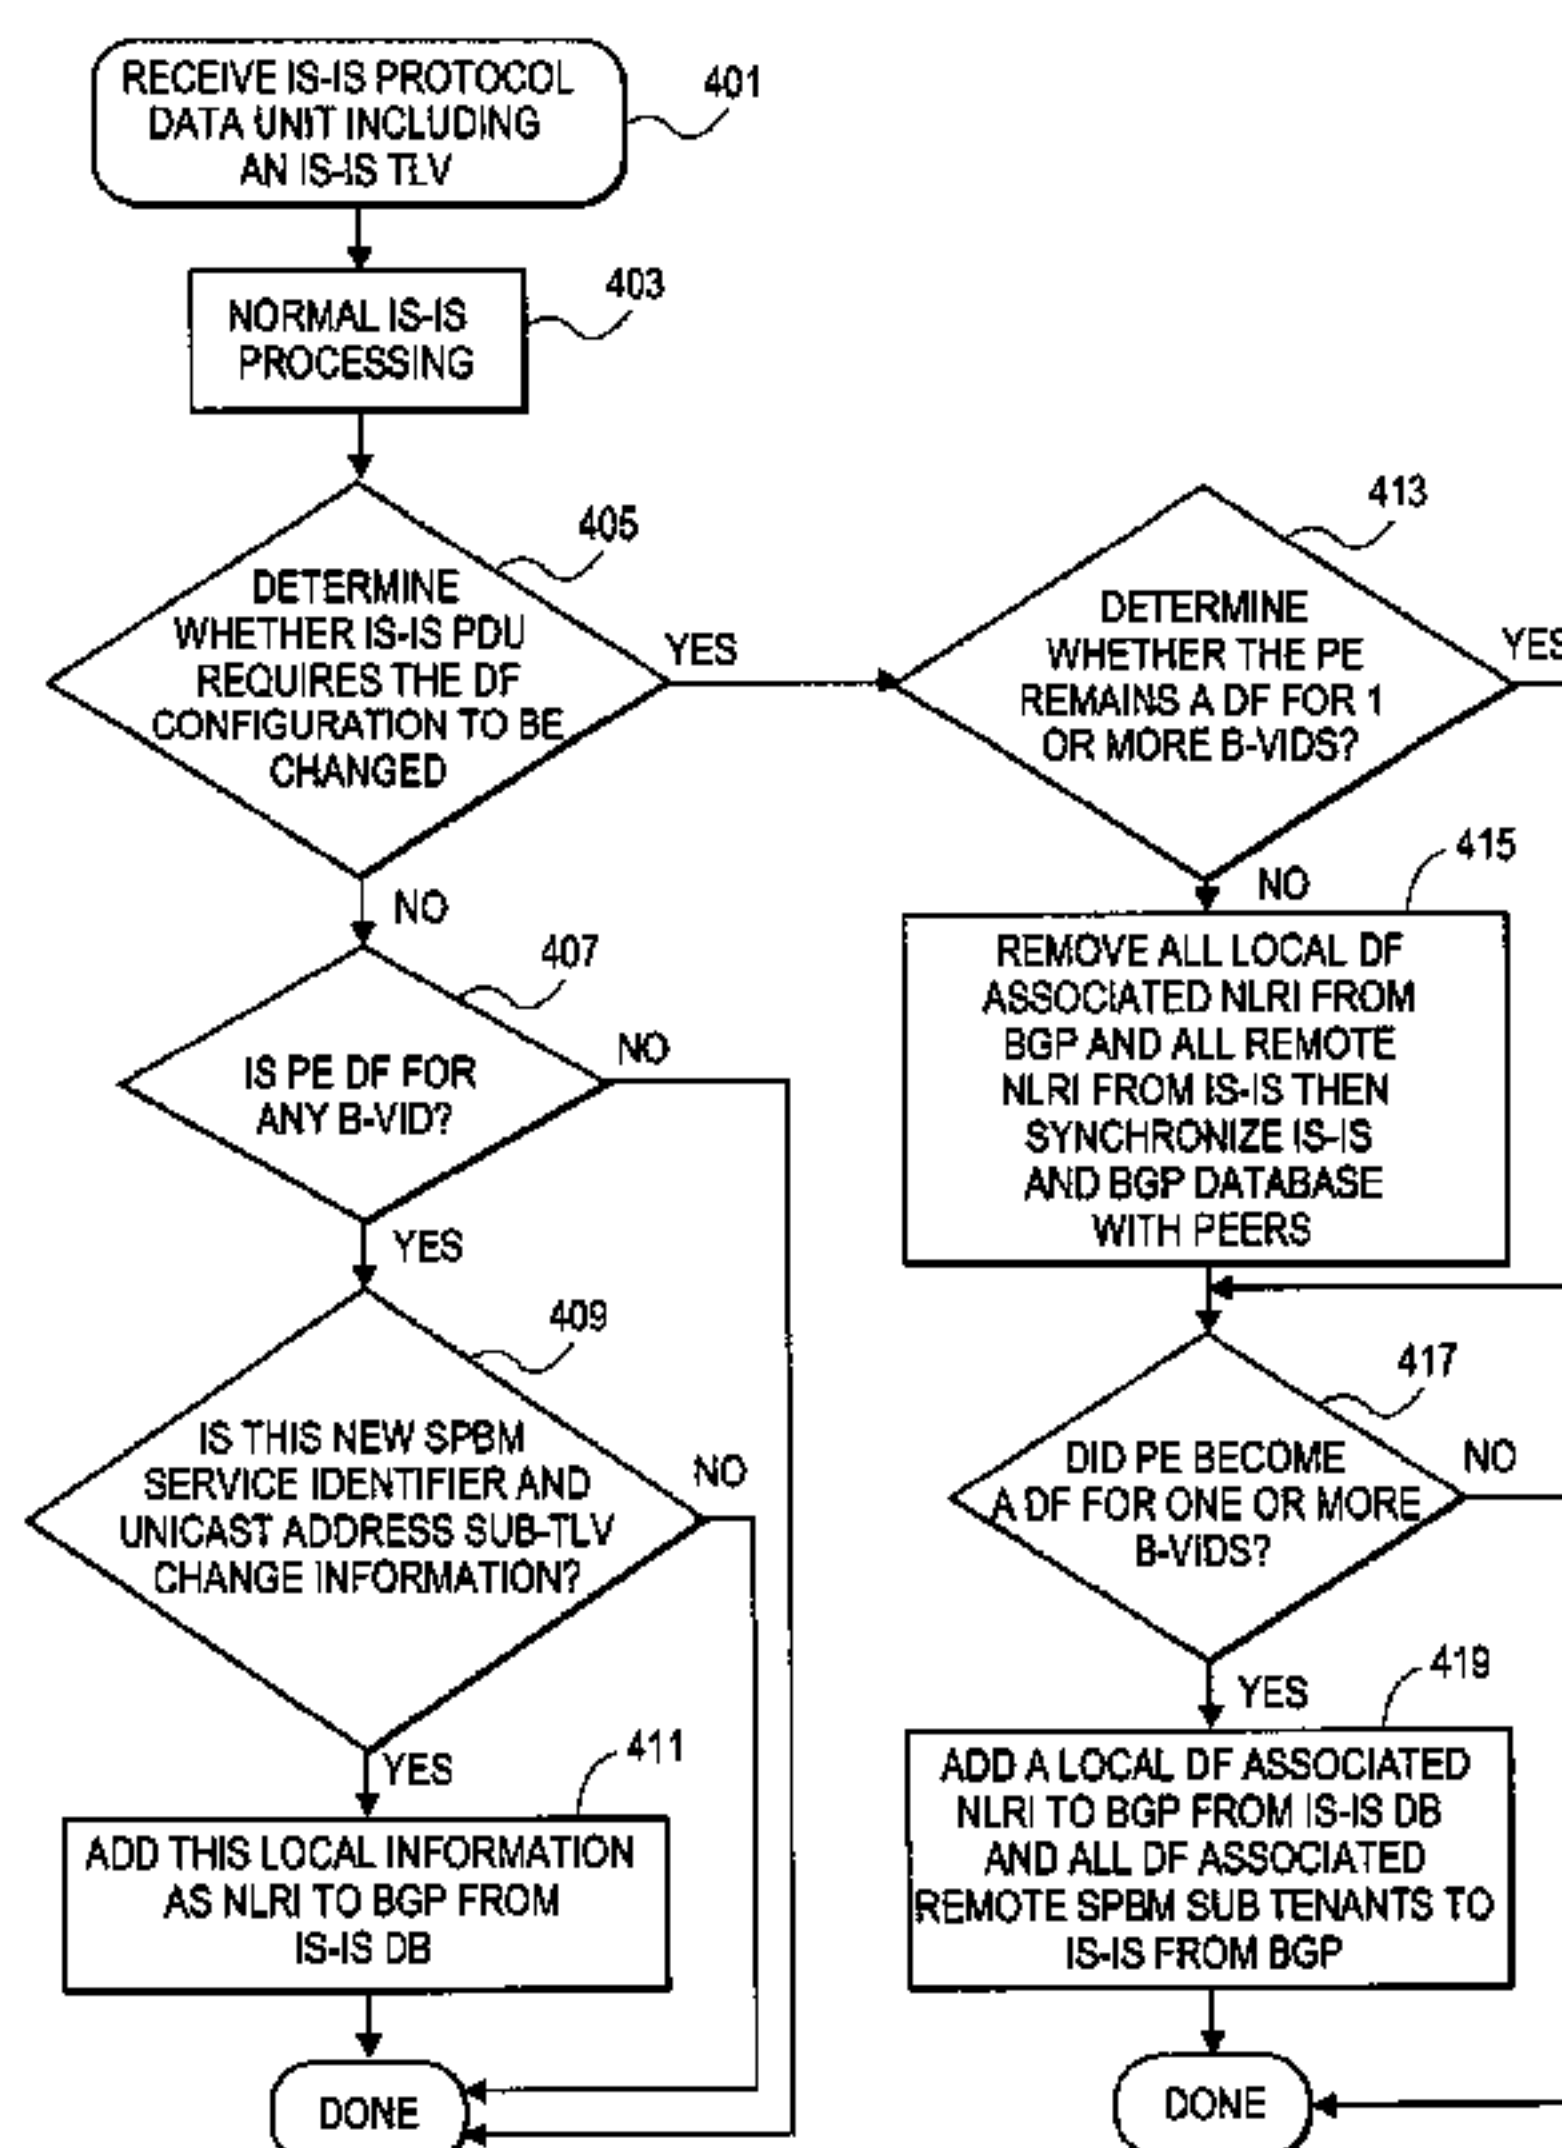 RECEIVE IS-IS PROTOCOL
DATA UNIT INCLUDING
AN IS-IS TLV
401
NORMAL IS-IS
PROCESSING
403
DETERMINE
WHETHER IS-IS PDU
REQUIRES THE DF
CONFIGURATION TO BE
CHANGED
405
YES
NO
IS PE DF FOR
ANY B-VID?
407
NO
YES
IS THIS NEW SPBM
SERVICE IDENTIFIER AND
UNICAST ADDRESS SUB-TLV
CHANGE INFORMATION?
409
NO
YES
ADD THIS LOCAL INFORMATION
AS NLRI TO BGP FROM
IS-IS DB
411
DONE
DETERMINE
WHETHER THE PE
REMAINS A DF FOR 1
OR MORE B-VIDS?
413
YES
NO
REMOVE ALL LOCAL DF
ASSOCIATED NLRI FROM
BGP AND ALL REMOTE
NLRI FROM IS-IS THEN
SYNCHRONIZE IS-IS
AND BGP DATABASE
WITH PEERS
415
DID PE BECOME
A DF FOR ONE OR MORE
B-VIDS?
417
NO
YES
ADD A LOCAL DF ASSOCIATED
NLRI TO BGP FROM IS-IS DB
AND ALL DF ASSOCIATED
REMOTE SPBM SUB TENANTS TO
IS-IS FROM BGP
419
DONE